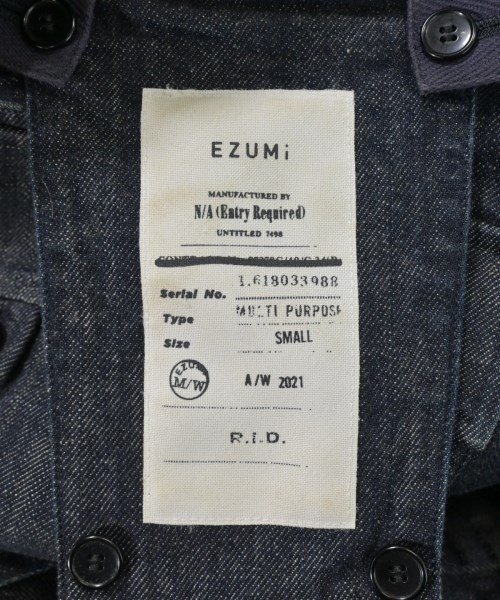 EZUMi
MANUFACTURED BY
N/A (Entry Required)
UNTITLED 7498
1.618033988
Serial No.
Type MULTI PURPOSE
Size SMALL
EZUMi M/W
A/W 2021
R.I.D.